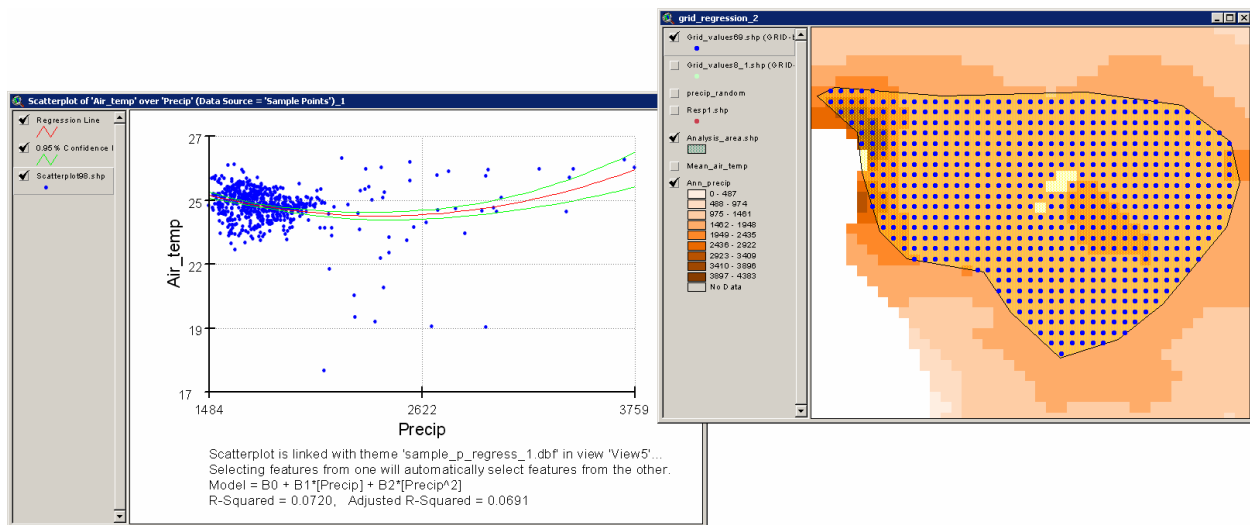 Scatterplot of 'Air_temp' over 'Precip' (Data Source = 'Sample Points')_1
Regression Line
0.95% Confidence I
Scatterplot98.shp
27
25
22
19
17
Air_temp
1484
2622
3759
Precip
Scatterplot is linked with theme 'sample_p_regress_1.dbf' in view 'View5'...
Selecting features from one will automatically select features from the other.
Model = B0 + B1*[Precip] + B2*[Precip^2]
R-Squared = 0.0720, Adjusted R-Squared = 0.0691
grid_regression_2
Grid_values69.shp (GRID-
Grid_values8_1.shp (GRID-
precip_random
Resp1.shp
Analysis_area.shp
Mean_air_temp
Ann_precip
0 - 487
488 - 974
975 - 1461
1462 - 1948
1949 - 2435
2436 - 2922
2923 - 3409
3410 - 3896
3897 - 4383
No Data